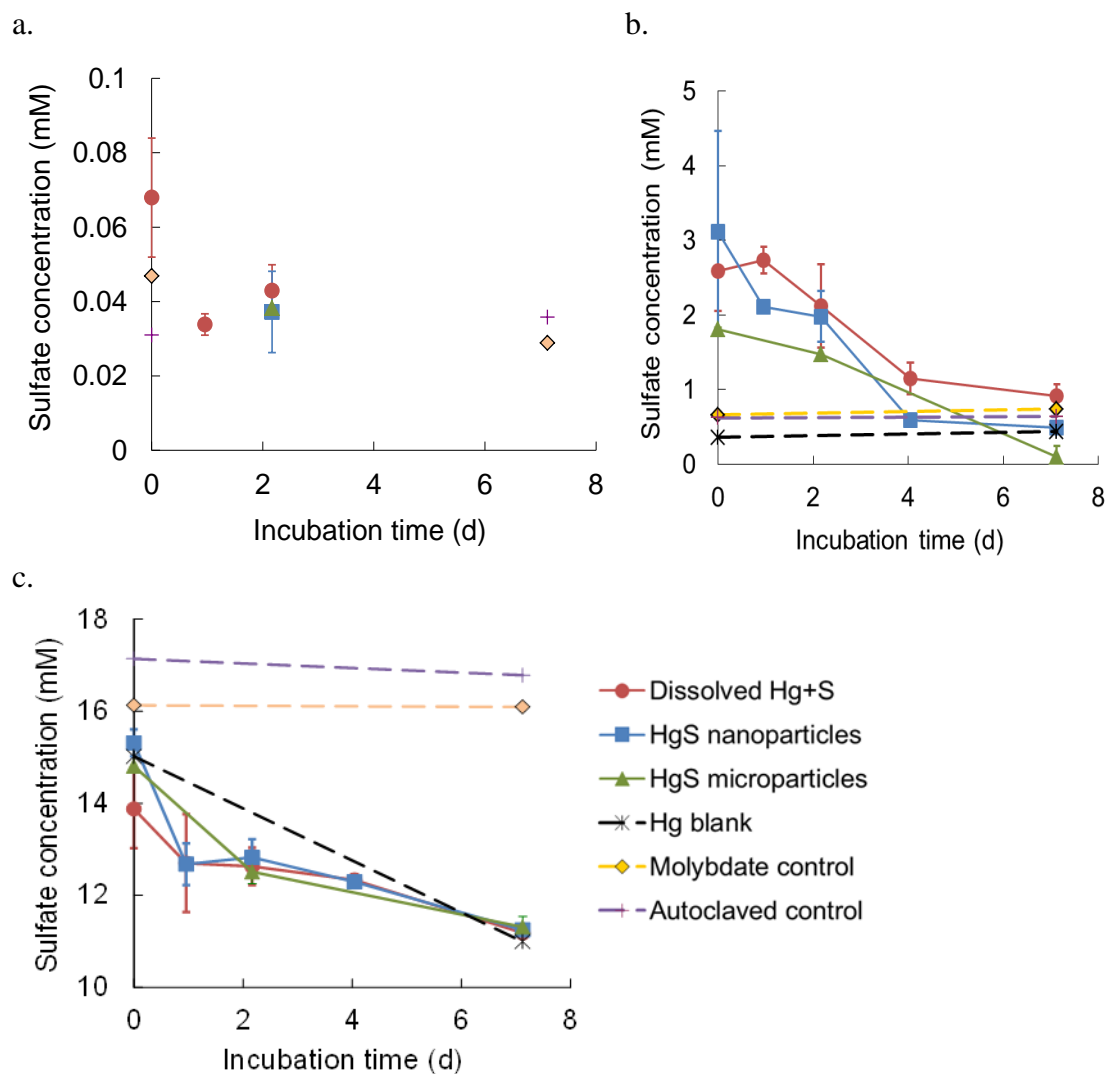 a.
Sulfate concentration (mM)
0.1
0.08
0.06
0.04
0.02
0
0 2 4 6 8
Incubation time (d)
b.
Sulfate concentration (mM)
5
4
3
2
1
0
0 2 4 6 8
Incubation time (d)
c.
Sulfate concentration (mM)
18
16
14
12
10
0 2 4 6 8
Incubation time (d)
Dissolved Hg+S
HgS nanoparticles
HgS microparticles
Hg blank
Molybdate control
Autoclaved control